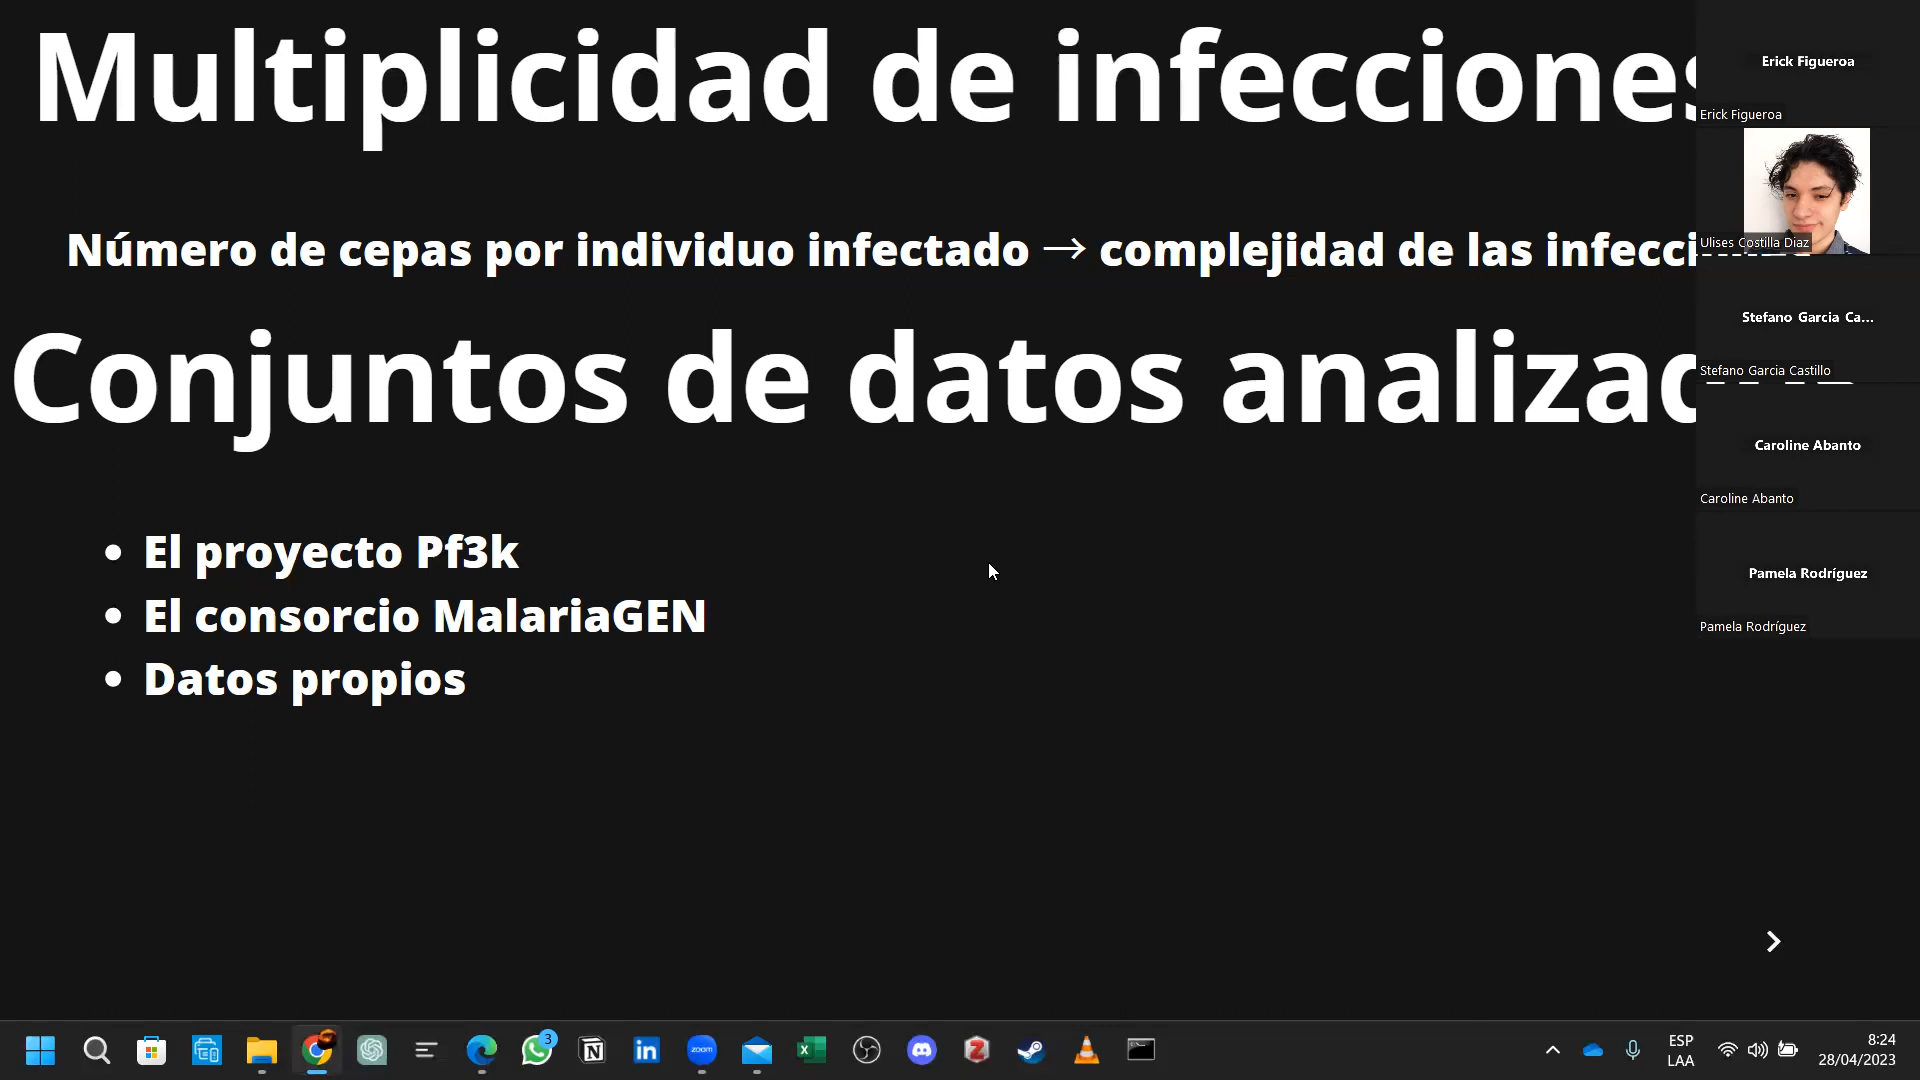 Multiplicidad de infecciones
Número de cepas por individuo infectado → complejidad de las infecci
Conjuntos de datos analizad
• El proyecto Pf3k
• El consorcio MalariaGEN
• Datos propios
Erick Figueroa
Erick Figueroa
Ulises Costilla Diaz
Stefano Garcia Ca...
Stefano Garcia Castillo
Caroline Abanto
Caroline Abanto
Pamela Rodríguez
Pamela Rodríguez
3
zoom
ESP
LAA
8:24
28/04/2023